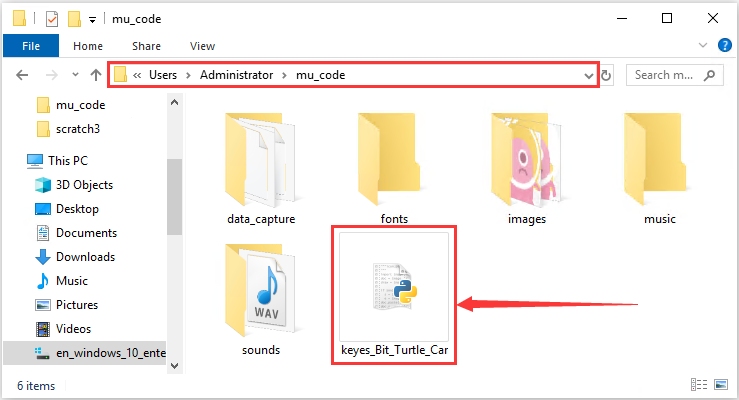 mu_code
File
Home
Share
View
« Users › Administrator › mu_code
Search m...
mu_code
scratch3
This PC
3D Objects
Desktop
Documents
Downloads
Music
Pictures
Videos
en_windows_10_ente
data_capture
fonts
images
music
WAV
sounds
keyes_Bit_Turtle_Car
6 items